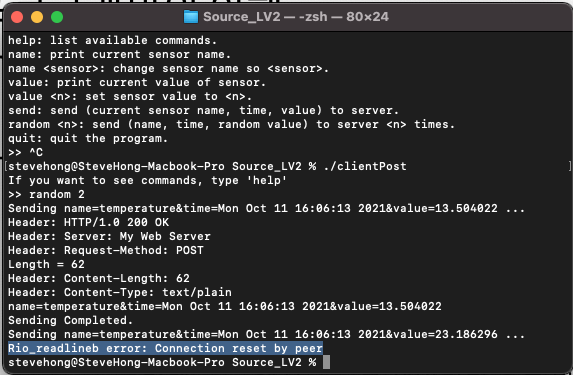 Source_LV2 — -zsh — 80×24
help: list available commands.
name: print current sensor name.
name <sensor>: change sensor name so <sensor>.
value: print current value of sensor.
value <n>: set sensor value to <n>.
send: send (current sensor name, time, value) to server.
random <n>: send (name, time, random value) to server <n> times.
quit: quit the program.
>> ^C
[stevehong@SteveHong-Macbook-Pro Source_LV2 % ./clientPost ]
If you want to see commands, type 'help'
>> random 2
Sending name=temperature&time=Mon Oct 11 16:06:13 2021&value=13.504022 ...
Header: HTTP/1.0 200 OK
Header: Server: My Web Server
Header: Request-Method: POST
Length = 62
Header: Content-Length: 62
Header: Content-Type: text/plain
name=temperature&time=Mon Oct 11 16:06:13 2021&value=13.504022
Sending Completed.
Sending name=temperature&time=Mon Oct 11 16:06:13 2021&value=23.186296 ...
Rio_readlineb error: Connection reset by peer
stevehong@SteveHong-Macbook-Pro Source_LV2 %